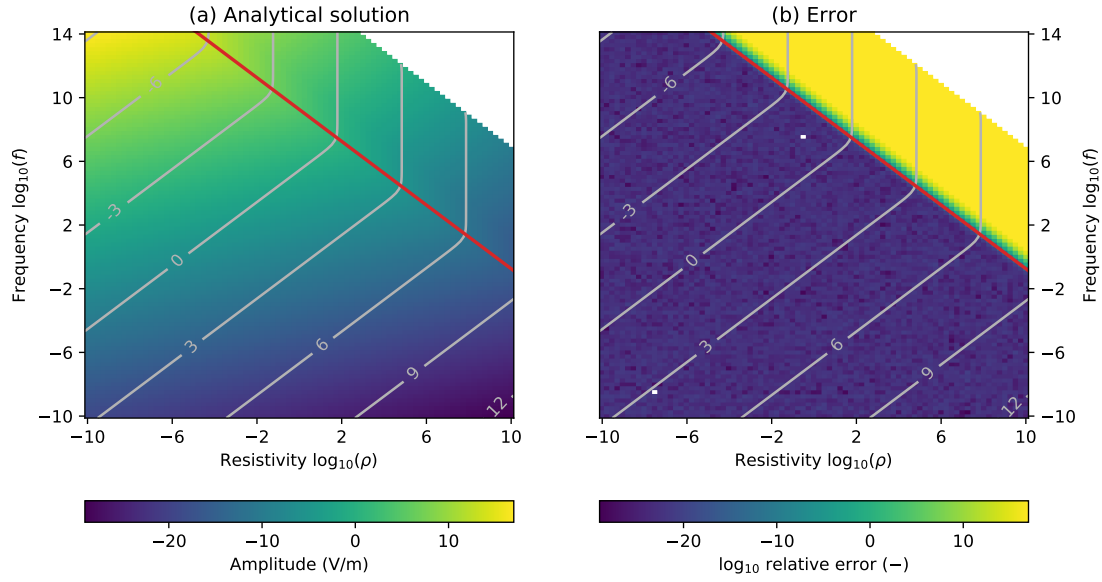 (a) Analytical solution
14
10
6
2
−2
−6
−10
Frequency log₁₀(f)
-6
-3
0
3
6
9
12
−10 −6 −2 2 6 10
Resistivity log₁₀(ρ)
−20 −10 0 10
Amplitude (V/m)
(b) Error
14
10
6
2
−2
−6
−10
Frequency log₁₀(f)
-6
-3
0
3
6
9
12
−10 −6 −2 2 6 10
Resistivity log₁₀(ρ)
−20 −10 0 10
log₁₀ relative error (−)